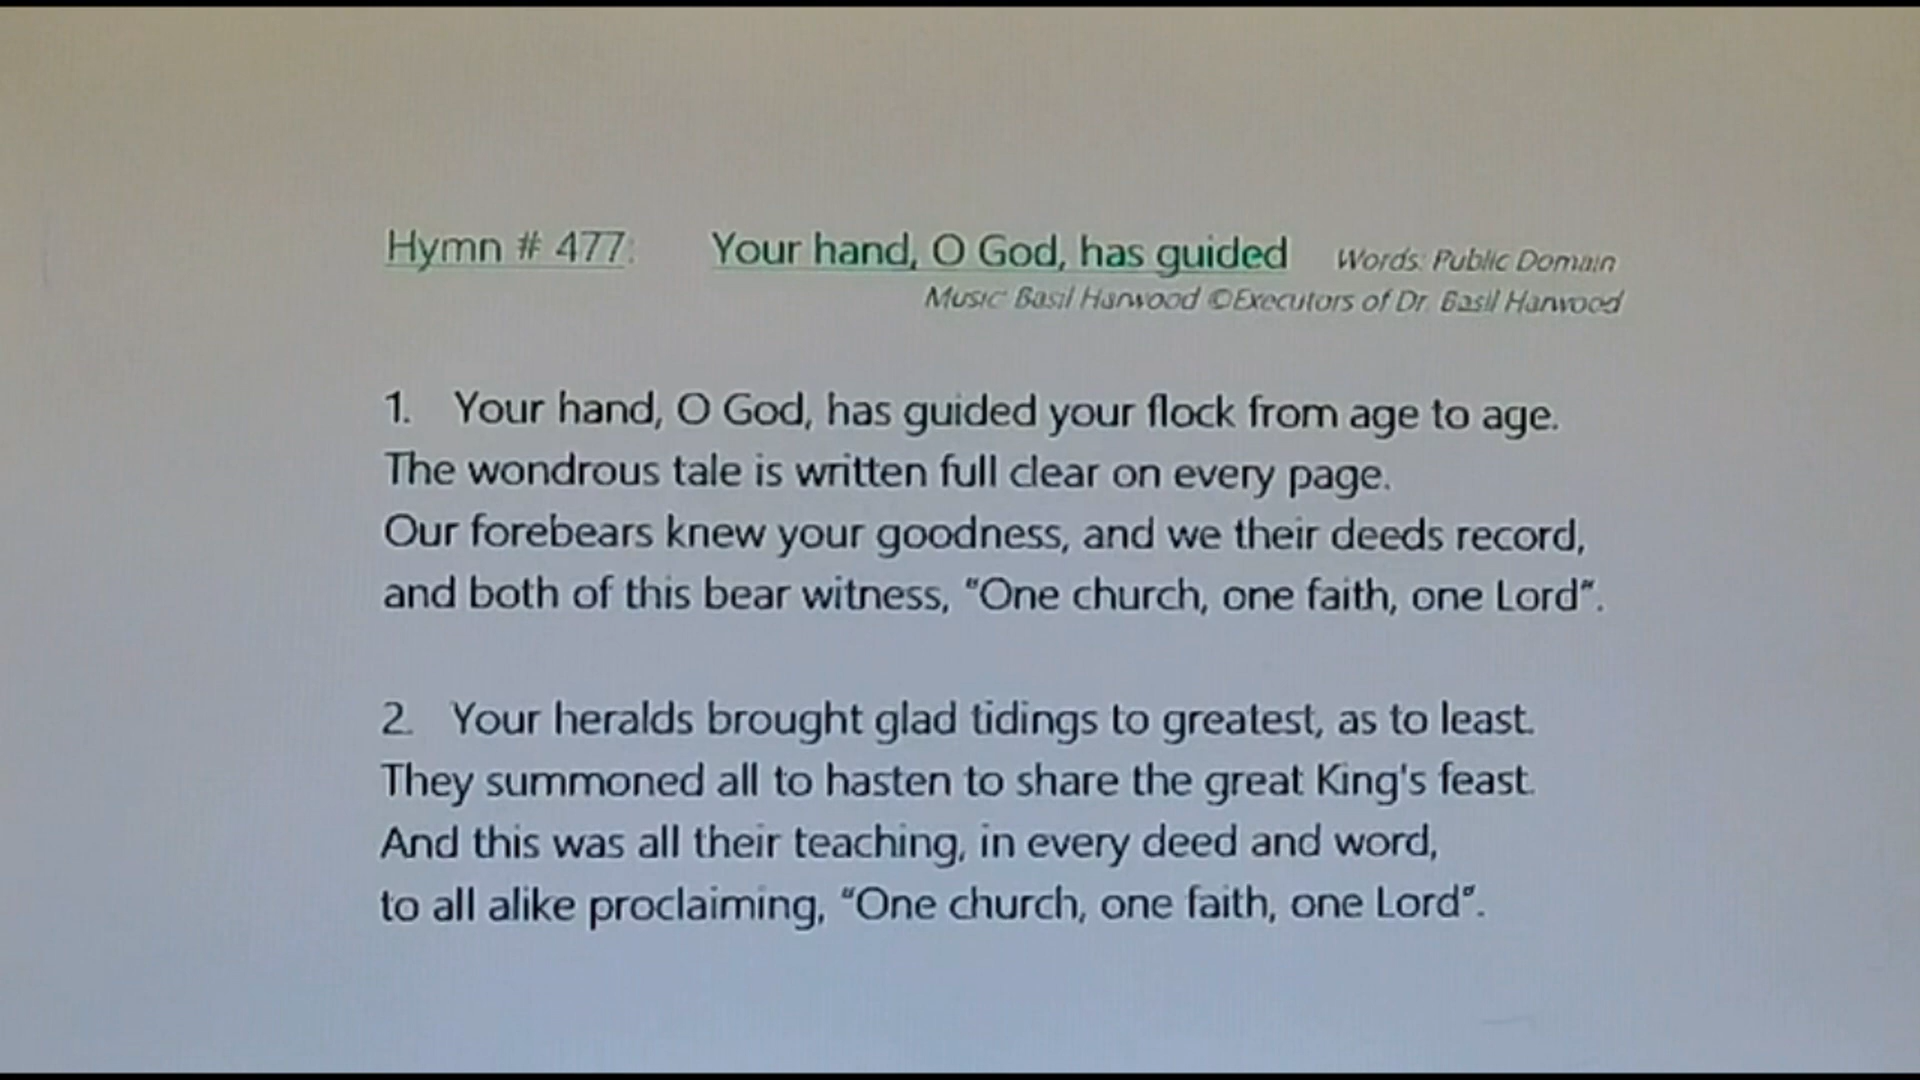 Hymn # 477: Your hand, O God, has guided Words: Public Domain
Music: Basil Harwood ©Executors of Dr. Basil Harwood
1. Your hand, O God, has guided your flock from age to age.
The wondrous tale is written full clear on every page.
Our forebears knew your goodness, and we their deeds record,
and both of this bear witness, “One church, one faith, one Lord”.
2. Your heralds brought glad tidings to greatest, as to least.
They summoned all to hasten to share the great King's feast.
And this was all their teaching, in every deed and word,
to all alike proclaiming, “One church, one faith, one Lord”.